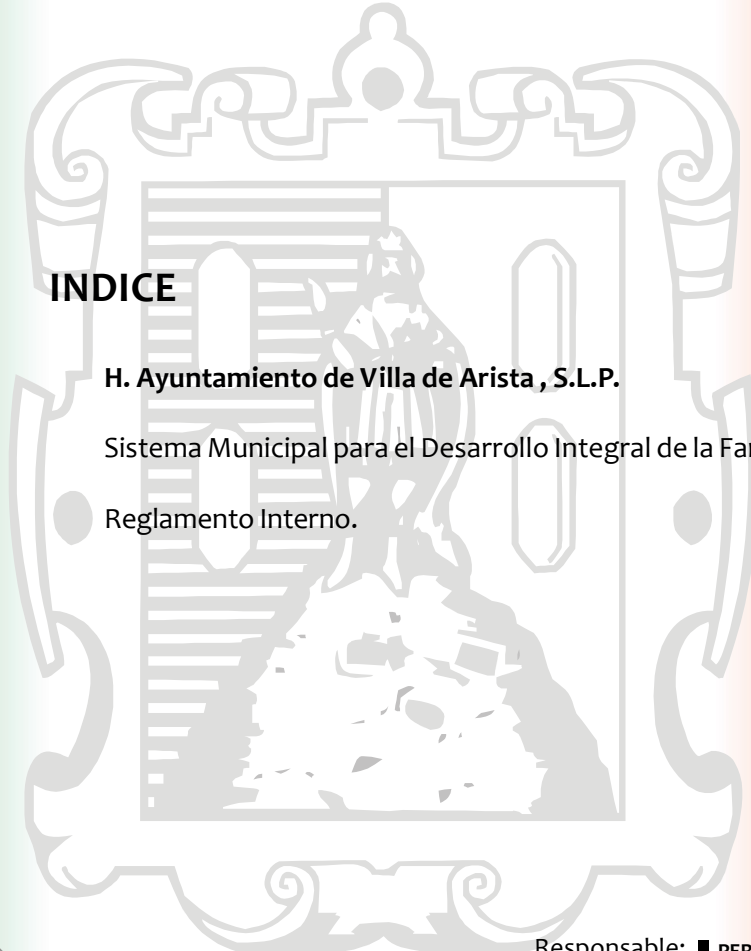 INDICE
H. Ayuntamiento de Villa de Arista , S.L.P.
Sistema Municipal para el Desarrollo Integral de la
Reglamento Interno.
Responsable: